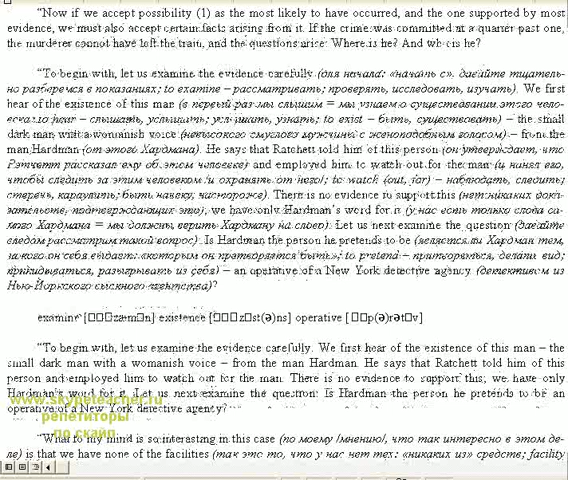 "Now if we accept possibility (1) as the most likely to have occurred, and the one supported by most
evidence, we must also accept certain facts arising from it. If the crime was committed at a quarter past one,
the murderer cannot have left the train, and the questions arise: Where is he? And who is he?
"To begin with, let us examine the evidence carefully (для начала: «начать с». давайте тщатель-
но разберемся в показаниях; to examine – рассматривать; проверять, исследовать, изучать). We first
hear of the existence of this man (в первый раз мы слышим = мы узнаем о существовании этого чело-
века; to hear – слышать, услышать; услышать, узнать; to exist – быть, существовать) – the small
dark man with a womanish voice (невысокого смуглого мужчины с женоподобным голосом) – from the
man Hardman (от этого Хардмана). He says that Ratchett told him of this person (он утверждает, что
Рэтчетт рассказал ему об этом человеке) and employed him to watch out for the man (и нанял его,
чтобы следить за этим человеком и охранять от него; to watch (out, for) – наблюдать, следить;
стеречь, караулить; быть начеку, настороже). There is no evidence to support this (нет никаких дока-
зательств, подтверждающих это), we have only Hardman's word for it (у нас есть только слова са-
мого Хардмана = мы должны верить Хардману на слово). Let us next examine the question (давайте
следом рассмотрим такой вопрос): Is Hardman the person he pretends to be (является ли Хардман тем,
за кого он себя выдает: «которым он притворяется быть»; to pretend – притворяться, делать вид;
прикидываться, разыгрывать из себя) – an operative of a New York detective agency (детективом из
Нью-Йоркского сыскного агентства)?
examine existence operative
"To begin with, let us examine the evidence carefully. We first hear of the existence of this man – the
small dark man with a womanish voice – from the man Hardman. He says that Ratchett told him of this
person and employed him to watch out for the man. There is no evidence to support this; we have only
Hardman's word for it. Let us next examine the question: Is Hardman the person he pretends to be – an
operative of a New York detective agency?
www.skypeteacher.ru
репетиторы
по скайп
"What to my mind is so interesting in this case (по моему /мнению/, что так интересно в этом де-
ле) is that we have none of the facilities (так это то, что у нас нет тех: «никаких из» средств; facility